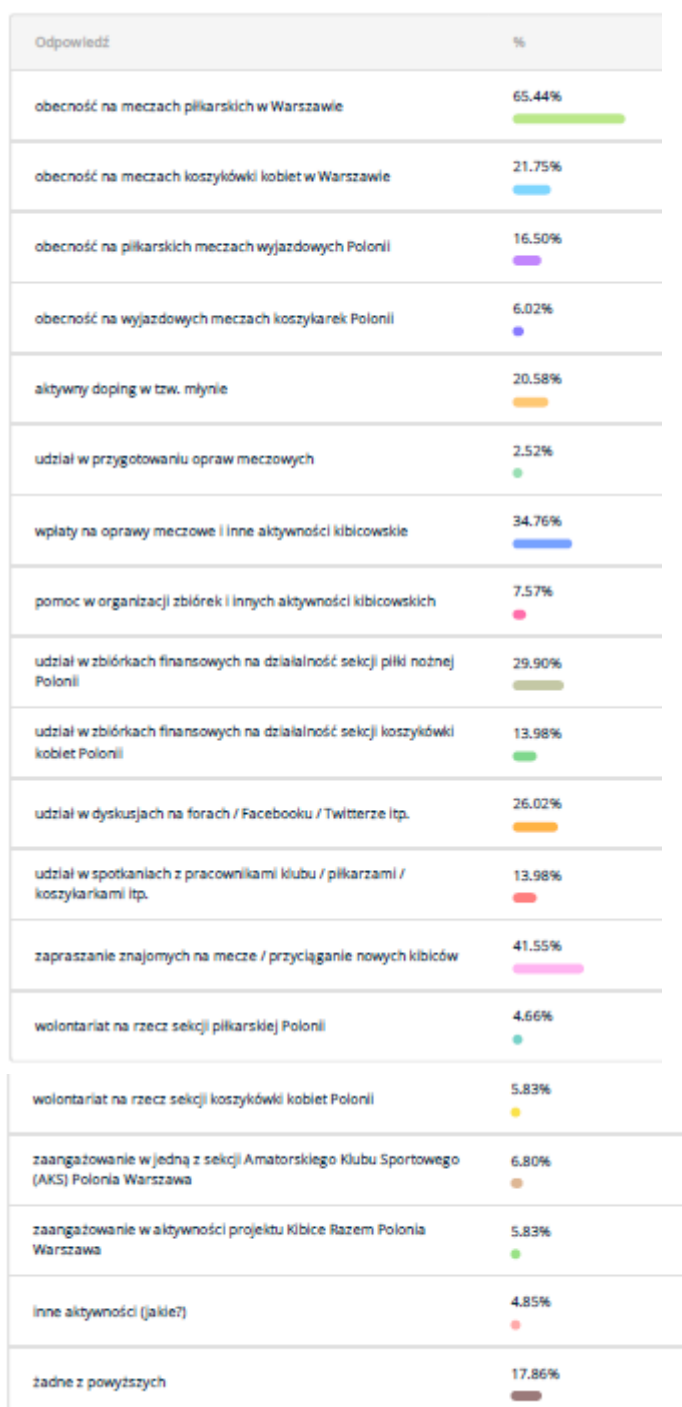 Odpowiedź %
obecność na meczach piłkarskich w Warszawie 65.44%
obecność na meczach koszykówki kobiet w Warszawie 21.75%
obecność na piłkarskich meczach wyjazdowych Polonii 16.50%
obecność na wyjazdowych meczach koszykarek Polonii 6.02%
aktywny doping w tzw. młynie 20.58%
udział w przygotowaniu opraw meczowych 2.52%
wpłaty na oprawy meczowe i inne aktywności kibicowskie 34.76%
pomoc w organizacji zbiórek i innych aktywności kibicowskich 7.57%
udział w zbiórkach finansowych na działalność sekcji piłki nożnej 29.90%
Polonii
udział w zbiórkach finansowych na działalność sekcji koszykówki 13.98%
kobiet Polonii
udział w dyskusjach na forach / Facebooku / Twitterze itp. 26.02%
udział w spotkaniach z pracownikami klubu / piłkarzami / 13.98%
koszykarkami itp.
zapraszanie znajomych na mecze / przyciąganie nowych kibiców 41.55%
wolontariat na rzecz sekcji piłkarskiej Polonii 4.66%
wolontariat na rzecz sekcji koszykówki kobiet Polonii 5.83%
zaangażowanie w jedną z sekcji Amatorskiego Klubu Sportowego 6.80%
(AKS) Polonia Warszawa
zaangażowanie w aktywności projektu Kibice Razem Polonia 5.83%
Warszawa
inne aktywności (jakie?) 4.85%
żadne z powyższych 17.86%